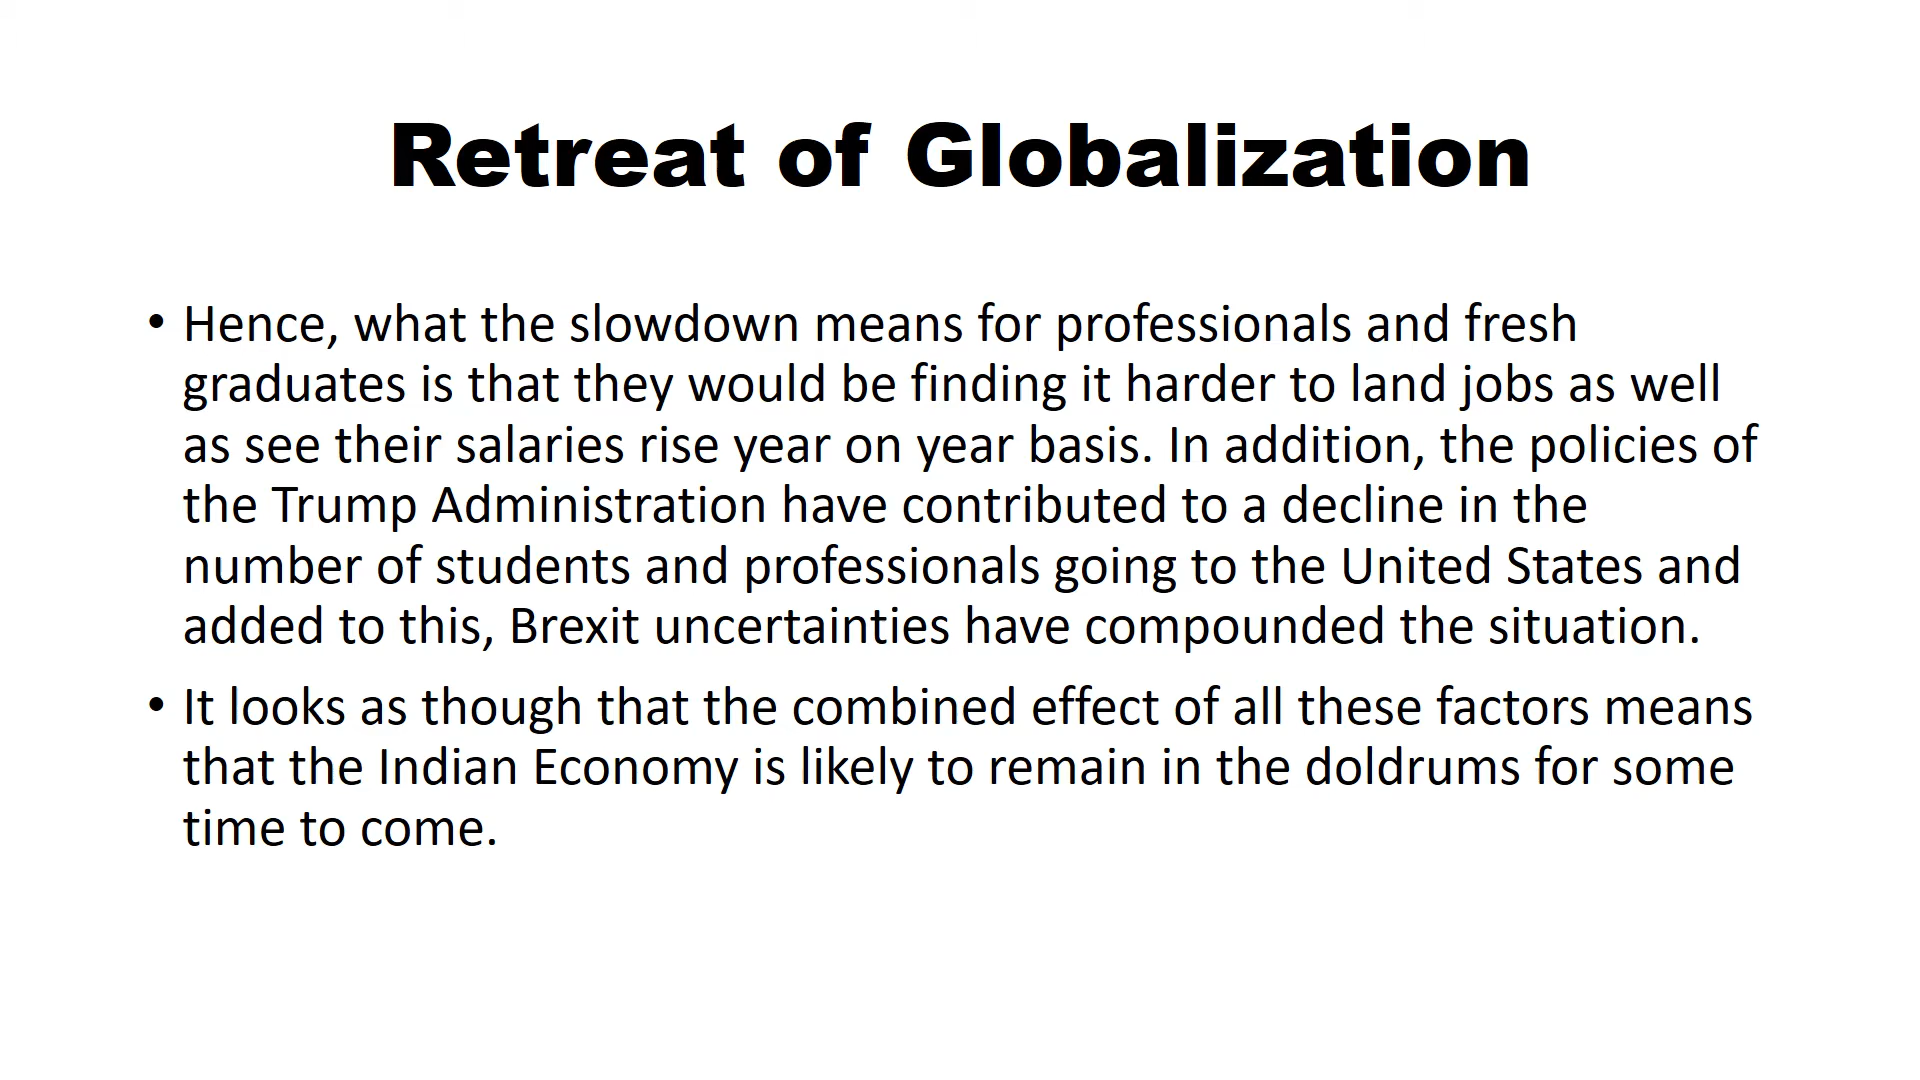 Retreat of Globalization
• Hence, what the slowdown means for professionals and fresh
graduates is that they would be finding it harder to land jobs as well
as see their salaries rise year on year basis. In addition, the policies of
the Trump Administration have contributed to a decline in the
number of students and professionals going to the United States and
added to this, Brexit uncertainties have compounded the situation.
• It looks as though that the combined effect of all these factors means
that the Indian Economy is likely to remain in the doldrums for some
time to come.